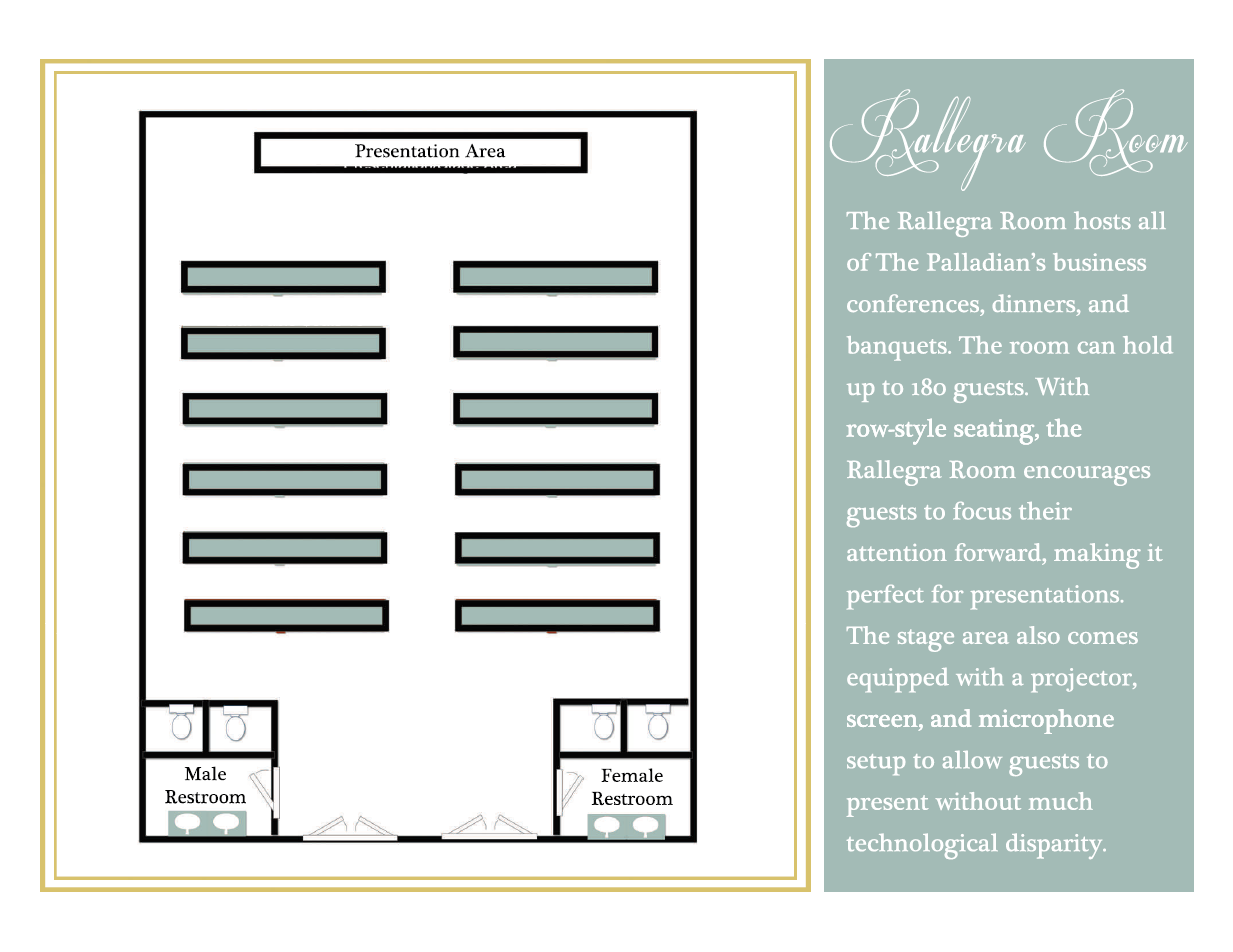 Presentation Area
Male
Restroom
Female
Restroom
Rallegra Room
The Rallegra Room hosts all
of The Palladian’s business
conferences, dinners, and
banquets. The room can hold
up to 180 guests. With
row-style seating, the
Rallegra Room encourages
guests to focus their
attention forward, making it
perfect for presentations.
The stage area also comes
equipped with a projector,
screen, and microphone
setup to allow guests to
present without much
technological disparity.